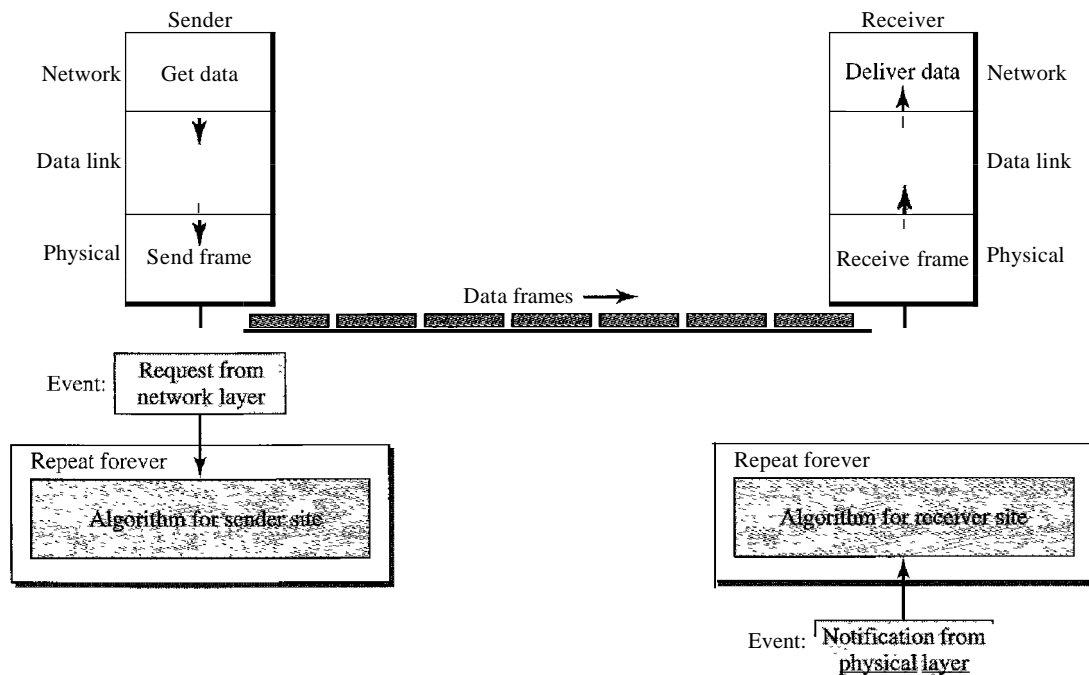 Sender
Receiver
Network
Get data
Deliver data
Network
Data link
Data link
Physical
Send frame
Receive frame
Physical
Data frames
Event:
Request from
network layer
Repeat forever
Algorithm for sender site
Repeat forever
Algorithm for receiver site
Event:
Notification from
physical layer